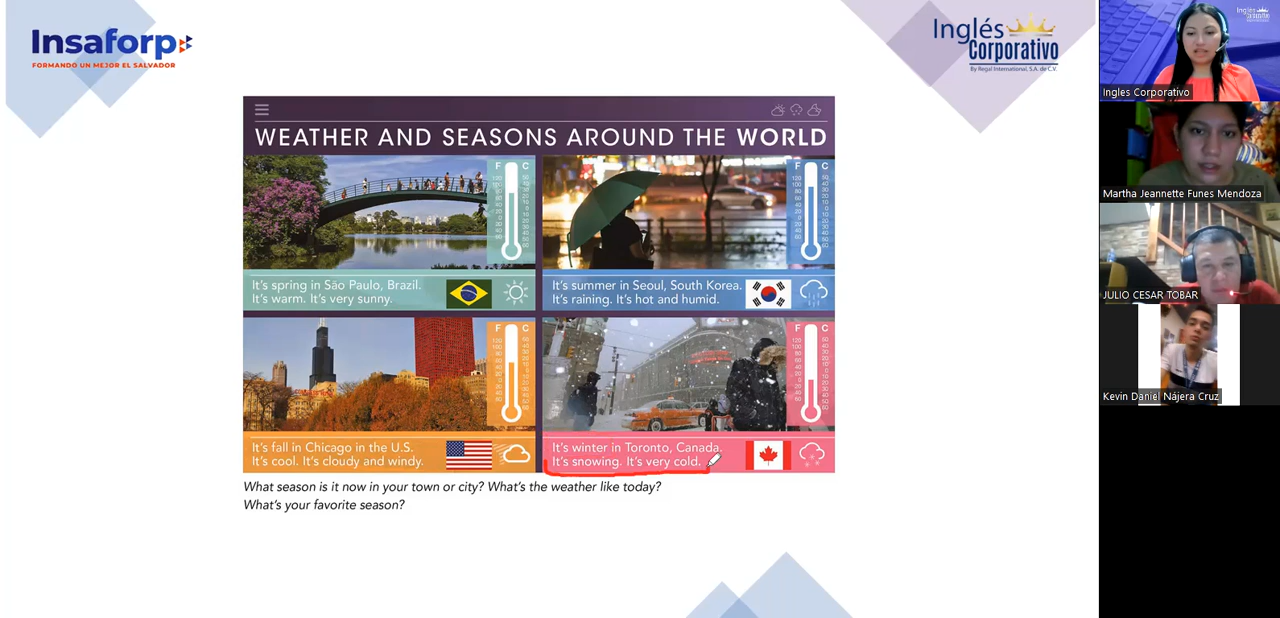 Insaforp
FORMANDO UN MEJOR EL SALVADOR
Inglés
Corporativo
By Regal International, S.A. de C.V.
WEATHER AND SEASONS AROUND THE WORLD
F C
It's spring in São Paulo, Brazil.
It's warm. It's very sunny.
F C
It's summer in Seoul, South Korea.
It's raining. It's hot and humid.
F C
It's fall in Chicago in the U.S.
It's cool. It's cloudy and windy.
F C
It's winter in Toronto, Canada.
It's snowing. It's very cold.
What season is it now in your town or city? What's the weather like today?
What's your favorite season?
Ingles Corporativo
Martha Jeannette Funes Mendoza
JULIO CESAR TOBAR
Kevin Daniel Nájera Cruz